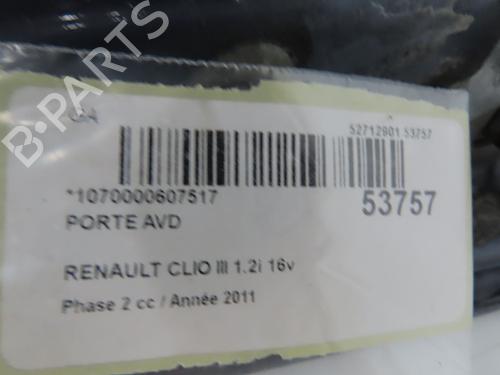 B-PARTS
52712901 53757
*1070000607517
53757
PORTE AVD
RENAULT CLIO III 1.2i 16v
Phase 2 cc / Année 2011